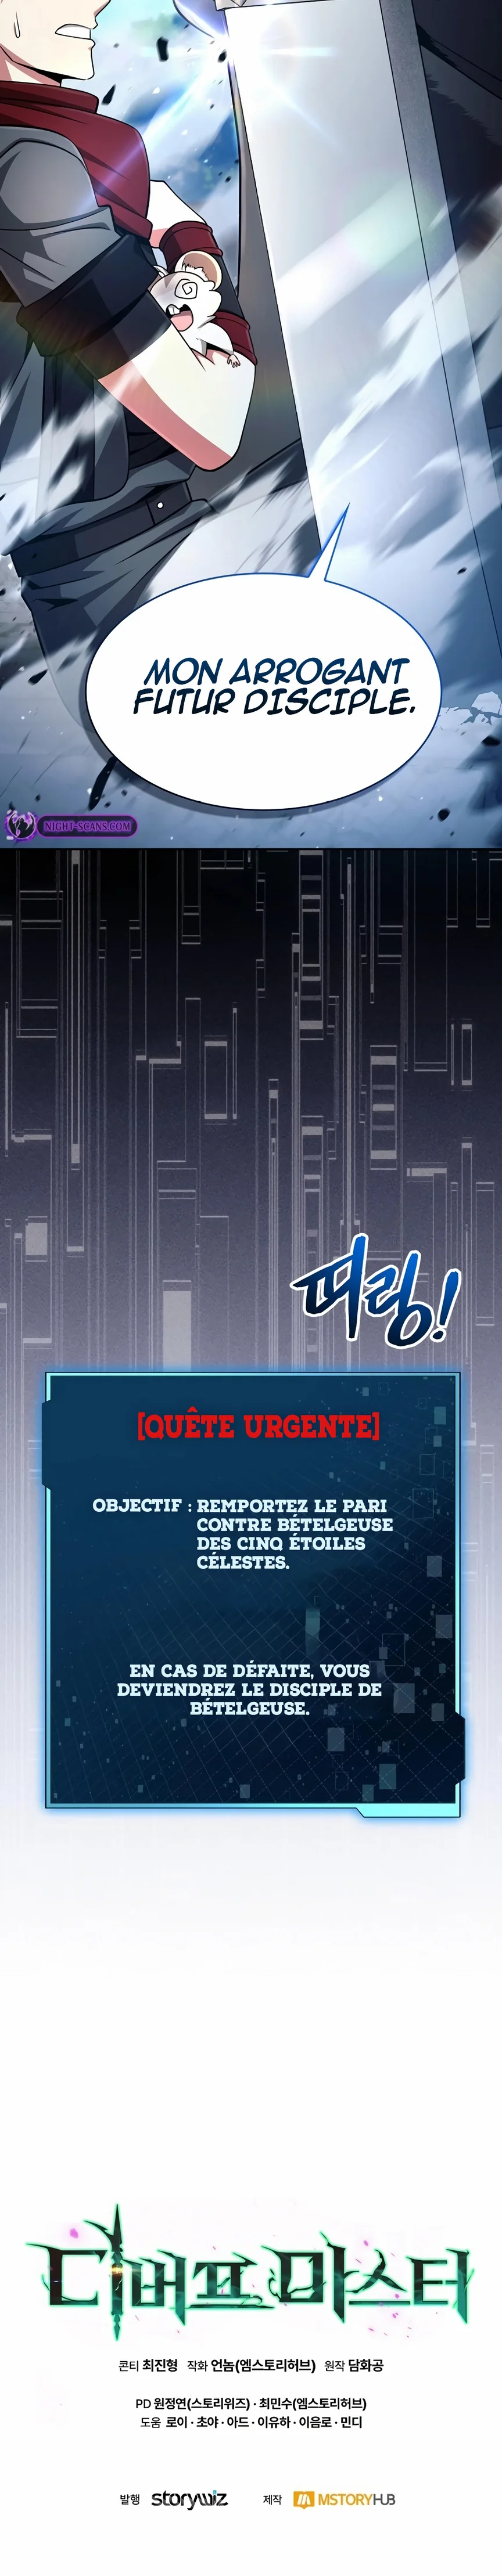 MON ARROGANT
FUTUR DISCIPLE.
NIGHT-SCANS.COM
띠링!
[QUÊTE URGENTE]
OBJECTIF : REMPORTEZ LE PARI
CONTRE BÉTELGEUSE
DES CINQ ÉTOILES
CÉLESTES.
EN CAS DE DÉFAITE, VOUS
DEVIENDREZ LE DISCIPLE DE
BÉTELGEUSE.
디버프 마스터
콘티 최진형 작화 언놈(엠스토리허브) 원작 담화공
PD 원정연(스토리위즈) · 최민수(엠스토리허브)
도움 로이 · 초야 · 아드 · 이유하 · 이음로 · 민디
발행 storywiz 제작 MSTORYHUB